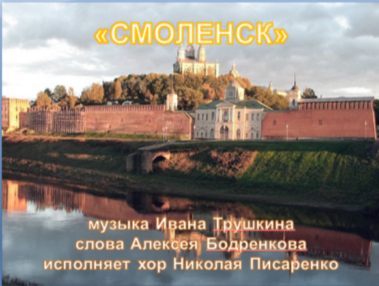 «СМОЛЕНСК»
музыка Ивана Трушкина
слова Алексея Бодренкова
исполняет хор Николая Писаренко